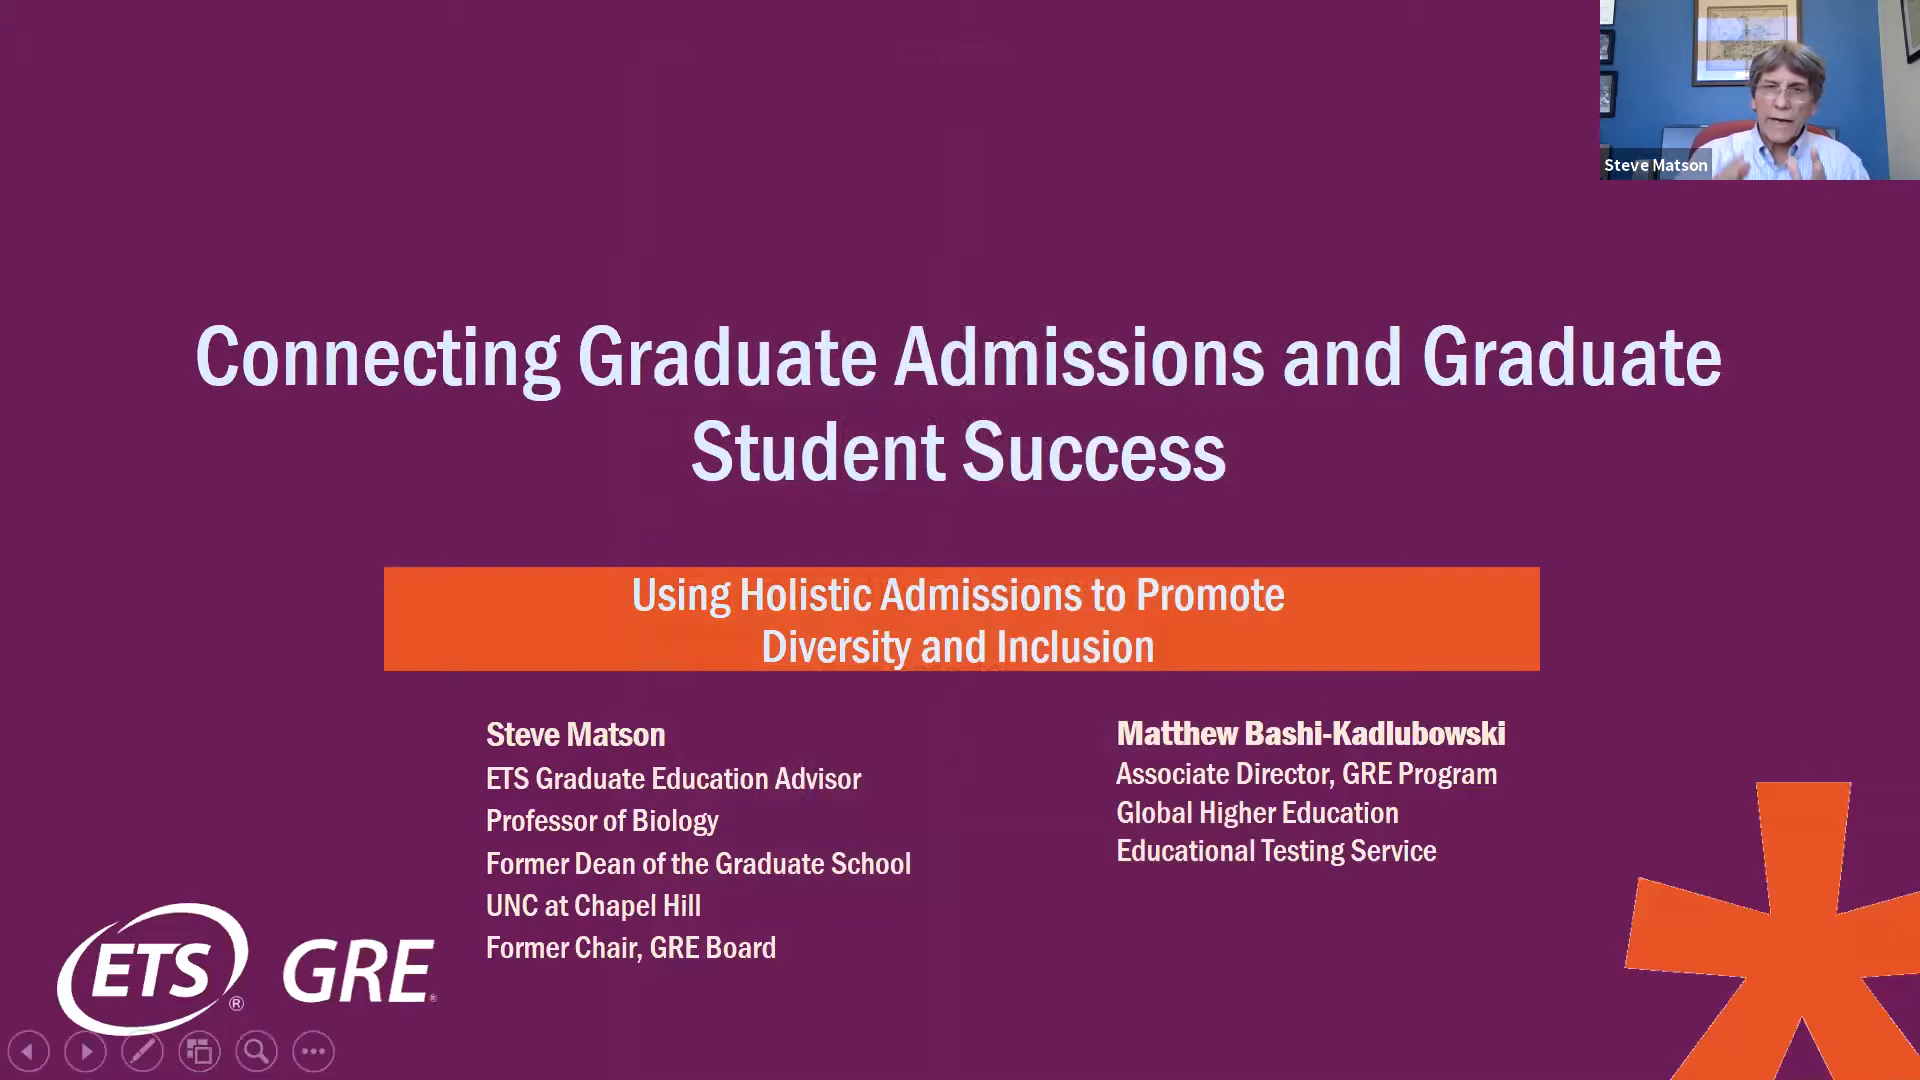 Steve Matson
Connecting Graduate Admissions and Graduate
Student Success
Using Holistic Admissions to Promote
Diversity and Inclusion
Steve Matson
ETS Graduate Education Advisor
Professor of Biology
Former Dean of the Graduate School
UNC at Chapel Hill
Former Chair, GRE Board
Matthew Bashi-Kadlubowski
Associate Director, GRE Program
Global Higher Education
Educational Testing Service
ETS® GRE®